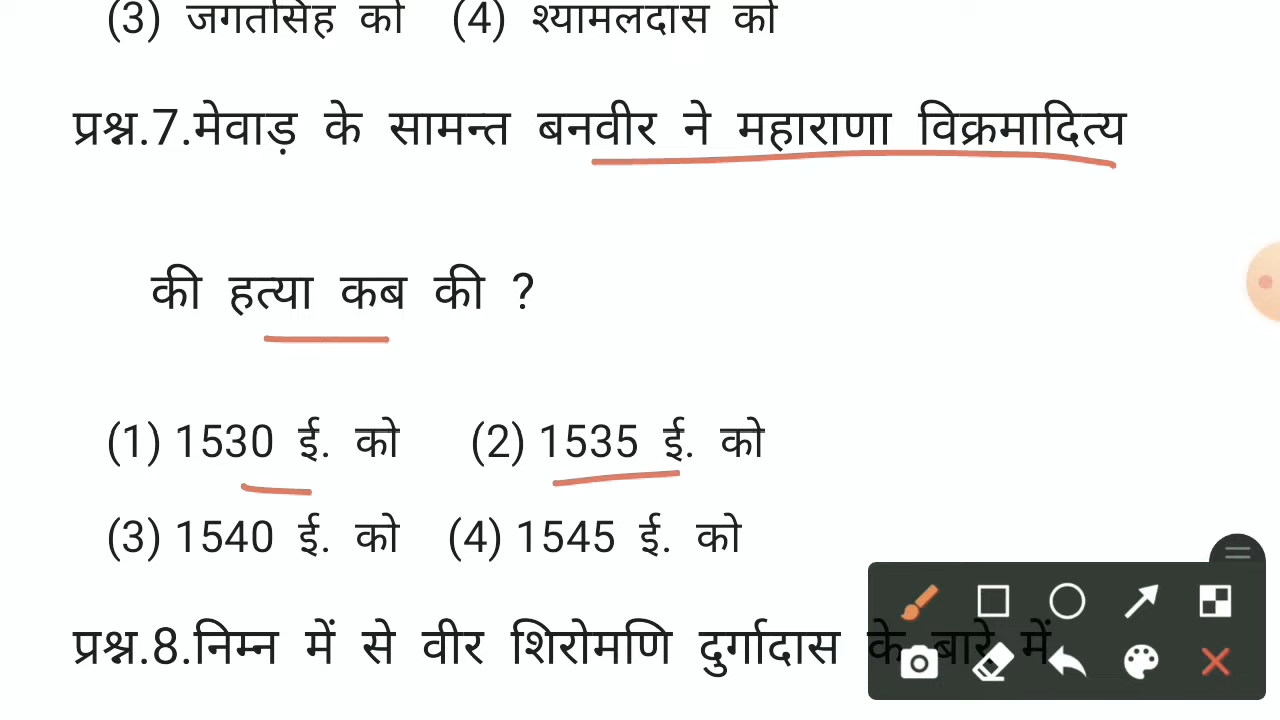 (3) जगतसिंह को (4) श्यामलदास को
प्रश्न.7.मेवाड़ के सामन्त बनवीर ने महाराणा विक्रमादित्य
की हत्या कब की ?
(1) 1530 ई. को (2) 1535 ई. को
(3) 1540 ई. को (4) 1545 ई. को
प्रश्न.8.निम्न में से वीर शिरोमणि दुर्गादास के बारे में